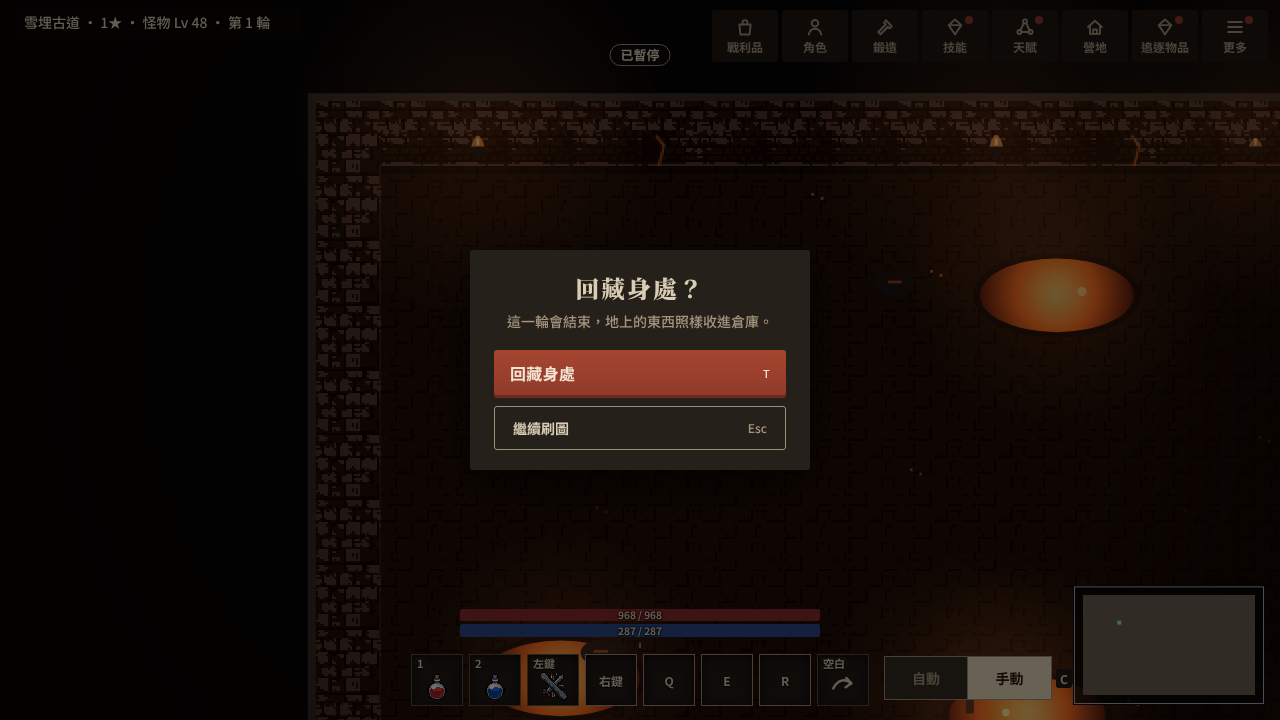 雪埋古道 · 1★ · 怪物 Lv 48 · 第 1 輪
已暫停
戰利品
角色
鍛造
技能
天賦
營地
追逐物品
更多
回藏身處？
這一輪會結束，地上的東西照樣收進倉庫。
回藏身處 T
繼續刷圖 Esc
968 / 968
287 / 287
1
2
左鍵
右鍵
Q
E
R
空白
自動
手動
C